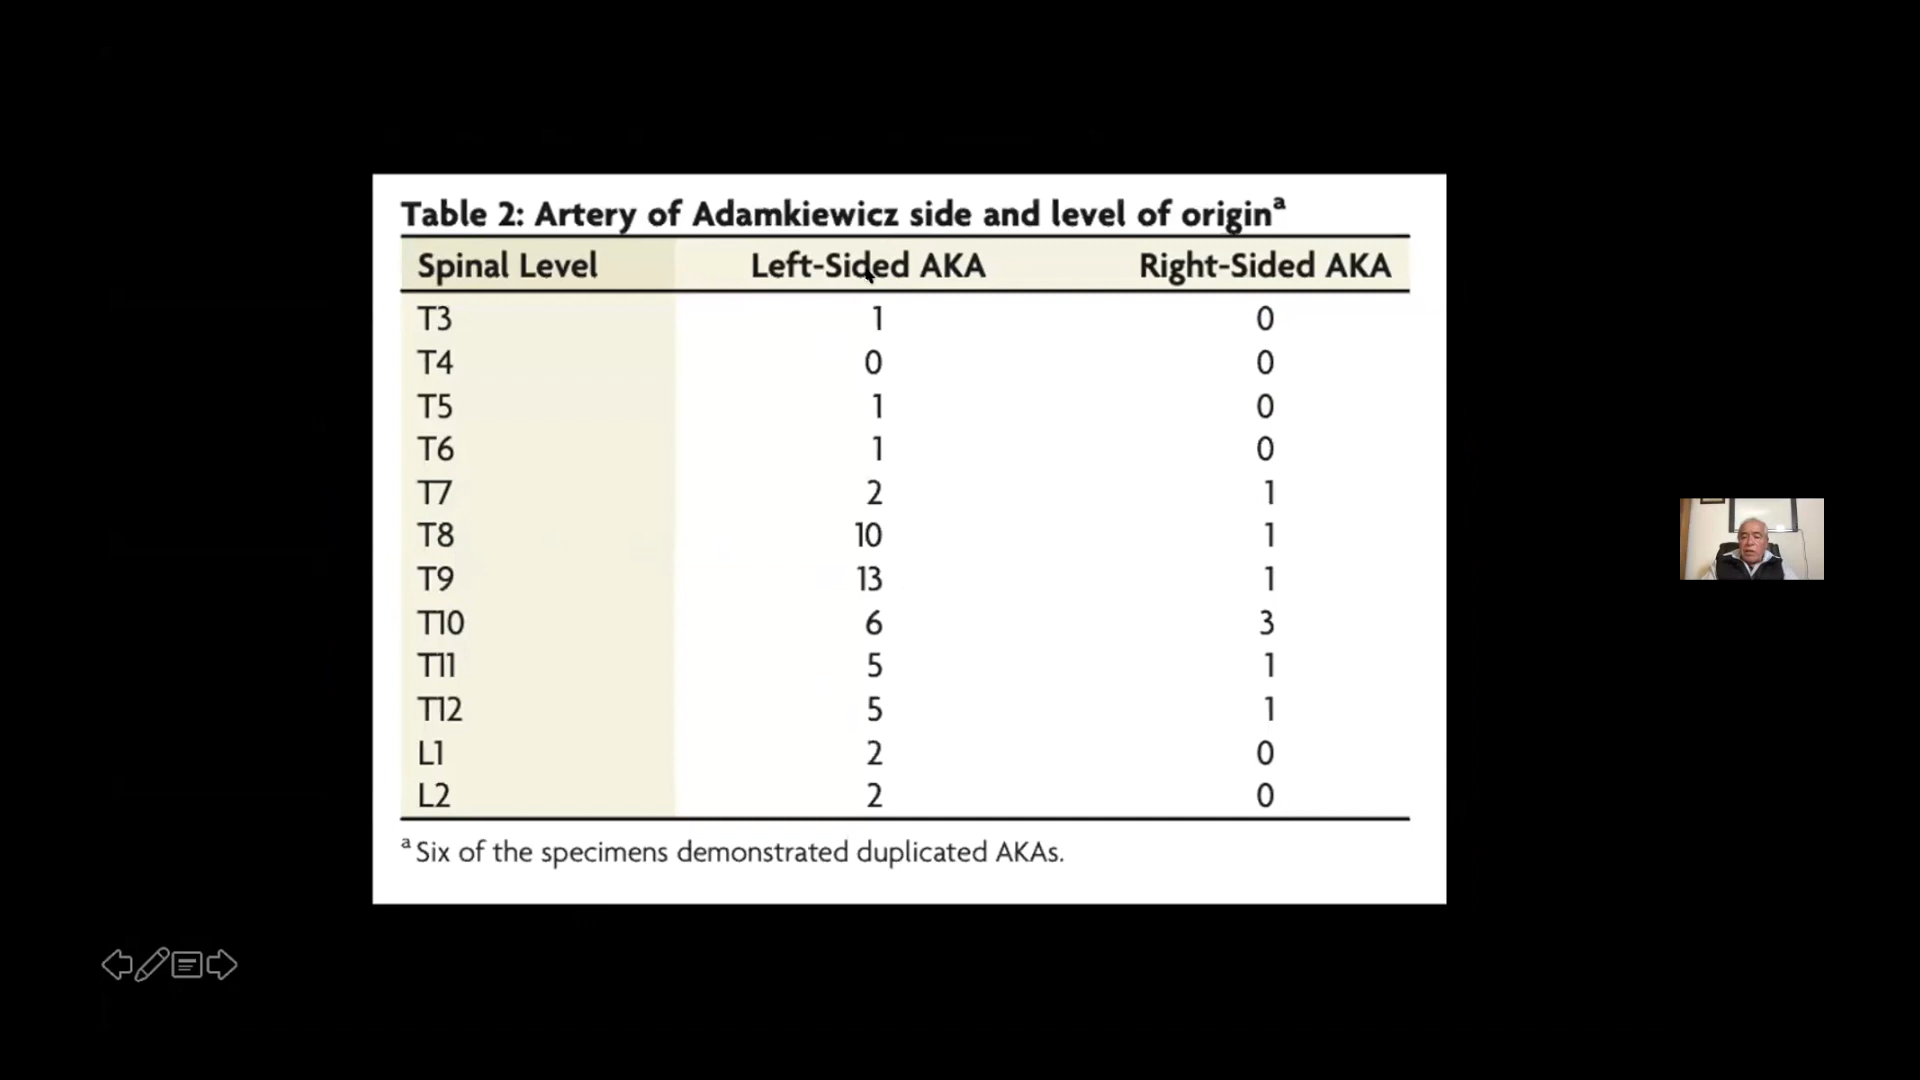 Table 2: Artery of Adamkiewicz side and level of origin^a
Spinal Level Left-Sided AKA Right-Sided AKA
T3 1 0
T4 0 0
T5 1 0
T6 1 0
T7 2 1
T8 10 1
T9 13 1
T10 6 3
T11 5 1
T12 5 1
L1 2 0
L2 2 0
^a Six of the specimens demonstrated duplicated AKAs.